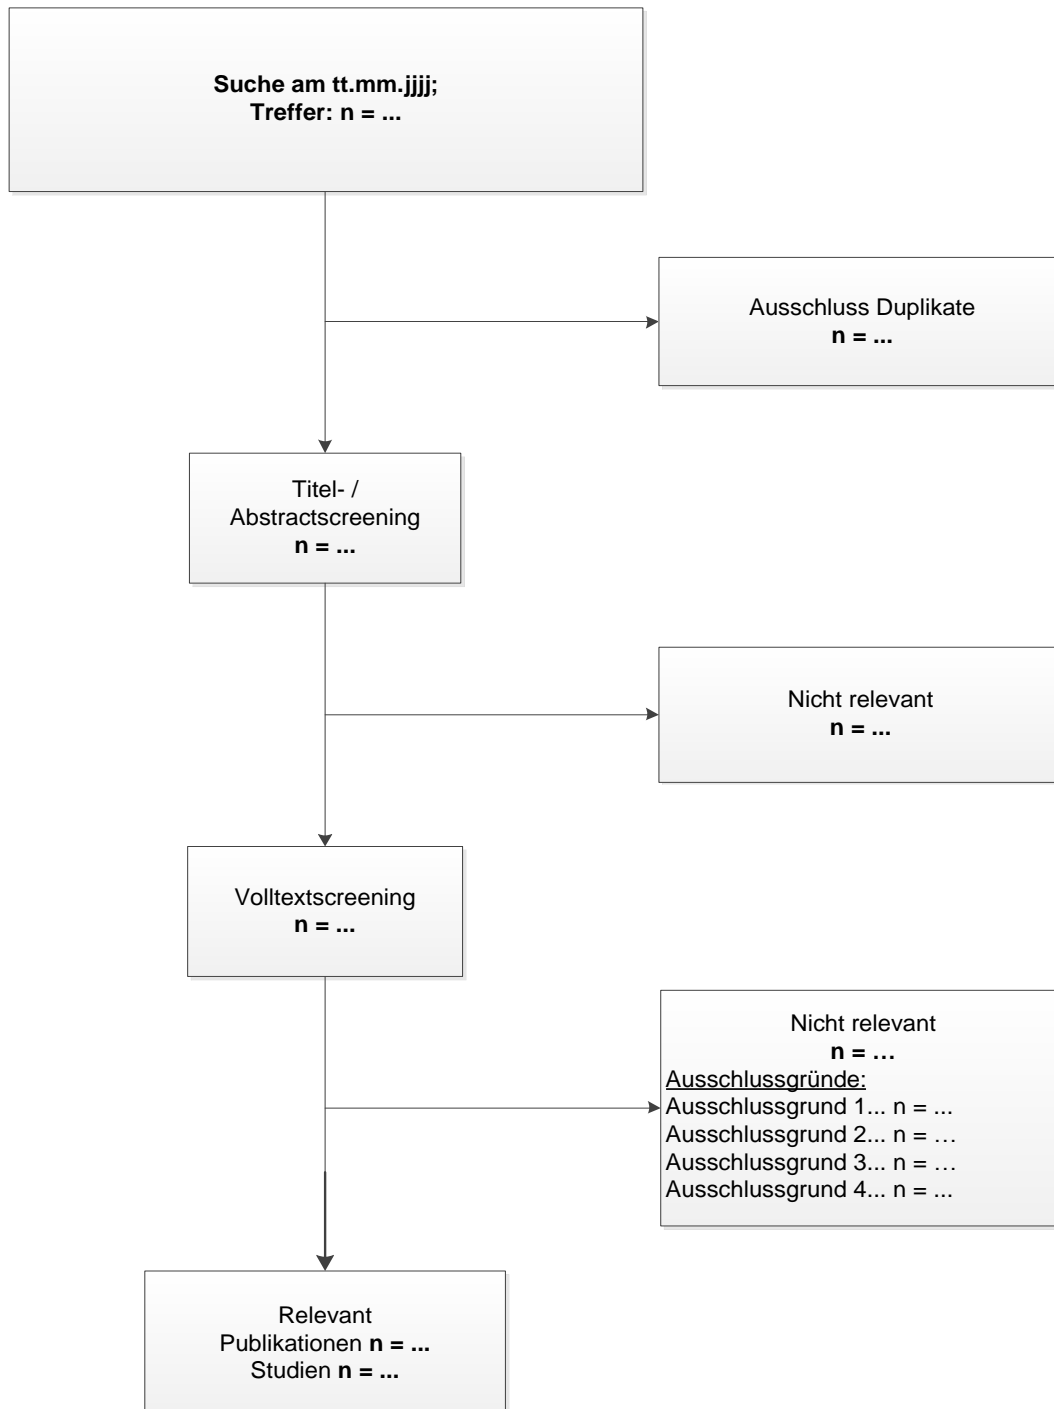 Suche am tt.mm.jjjj;
Treffer: n = ...
Ausschluss Duplikate
n = ...
Titel- /
Abstractscreening
n = ...
Nicht relevant
n = ...
Volltextscreening
n = ...
Nicht relevant
n = …
Ausschlussgründe:
Ausschlussgrund 1... n = ...
Ausschlussgrund 2... n = …
Ausschlussgrund 3... n = …
Ausschlussgrund 4... n = ...
Relevant
Publikationen n = ...
Studien n = ...